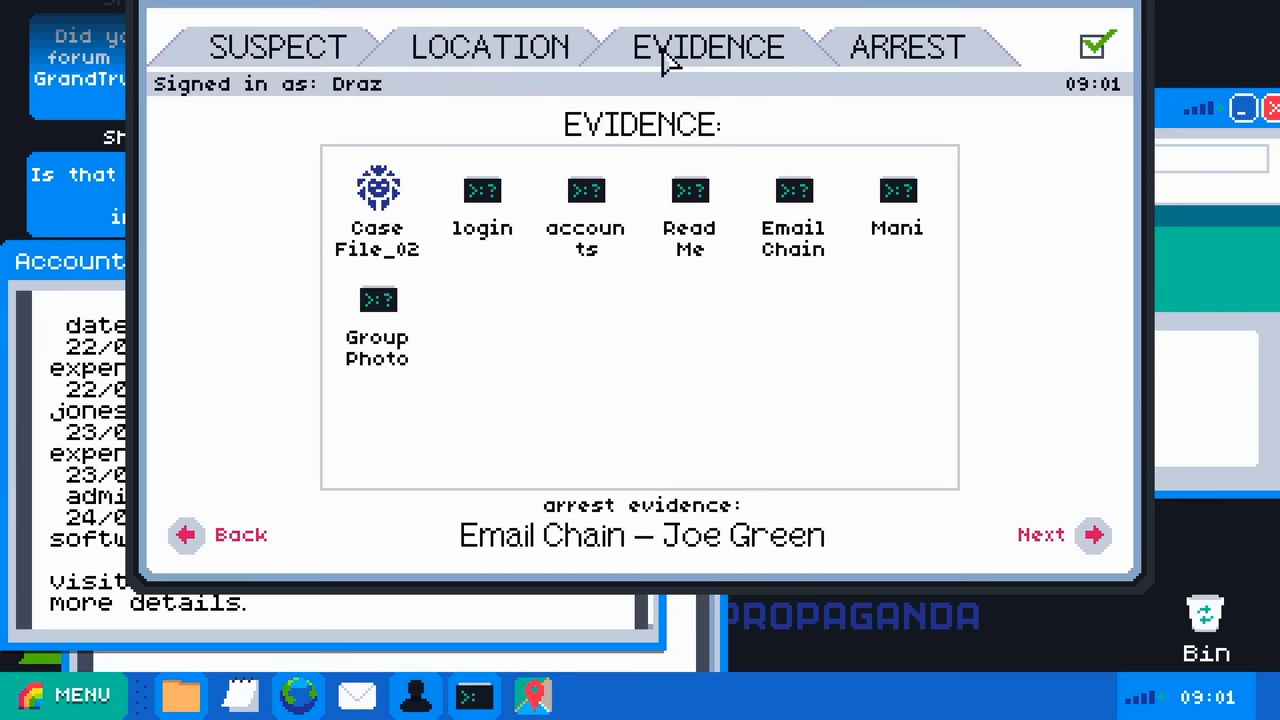 Did yo
forum
GrandTru
Sh
Is that
in
SUSPECT
LOCATION
EVIDENCE
ARREST
Signed in as: Draz
09:01
EVIDENCE:
Case
File_02
>:?
login
>:?
accoun
ts
>:?
Read
Me
>:?
Email
Chain
>:?
Mani
>:?
Group
Photo
arrest evidence:
Email Chain – Joe Green
Back
Next
Account
date
22/0
expen
22/0
jones
23/0
expen
23/0
admi
24/0
softw
visit
more details.
PROPAGANDA
Bin
MENU
>:
09:01